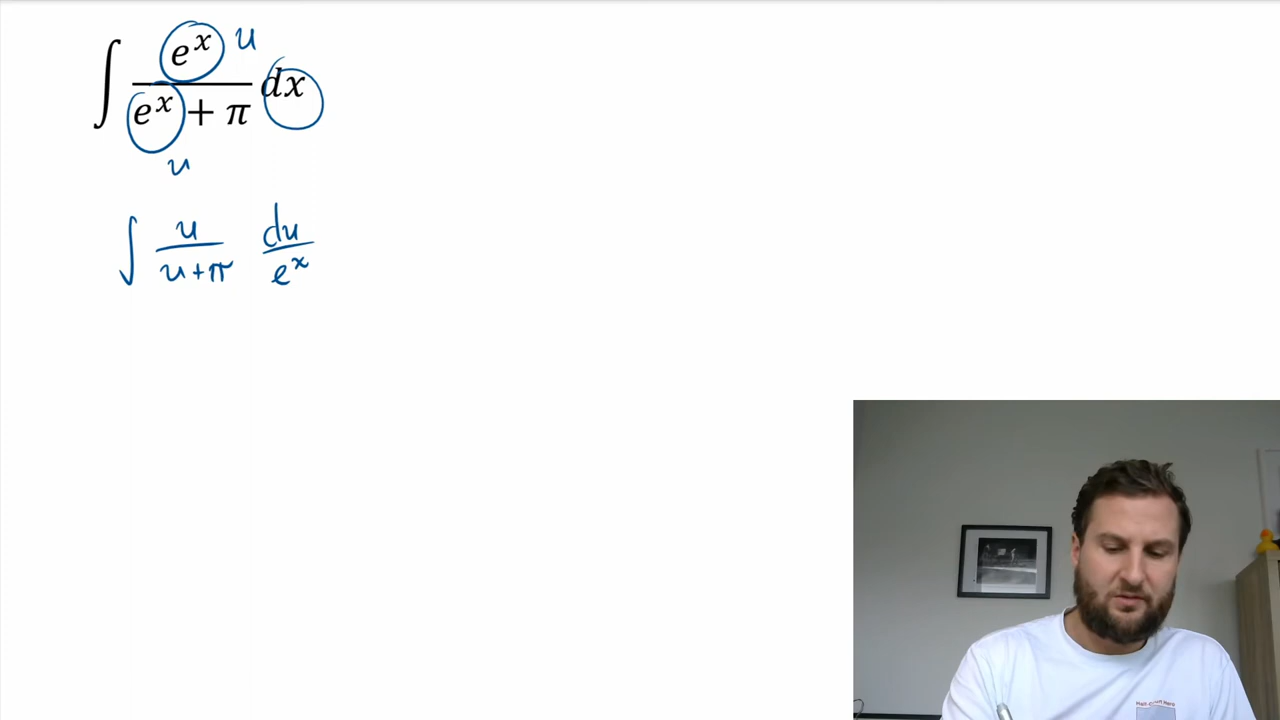 ∫ e^x / (e^x + π) dx
u
u
∫ u / (u+π) du / e^x